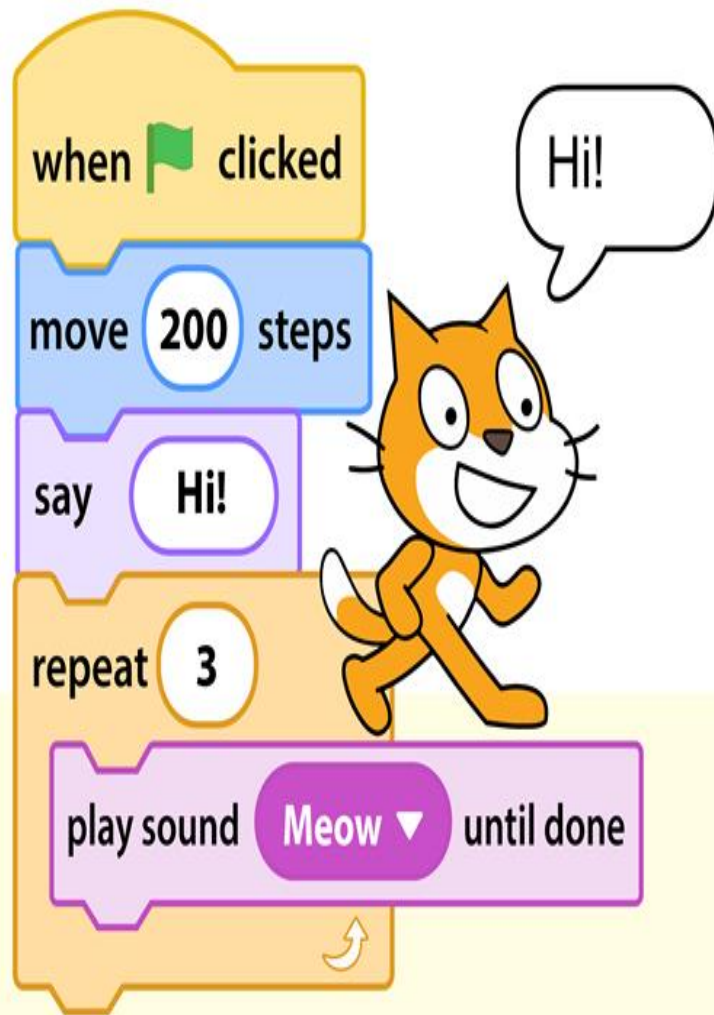 when clicked
Hi!
move 200 steps
say Hi!
repeat 3
play sound Meow ▼ until done